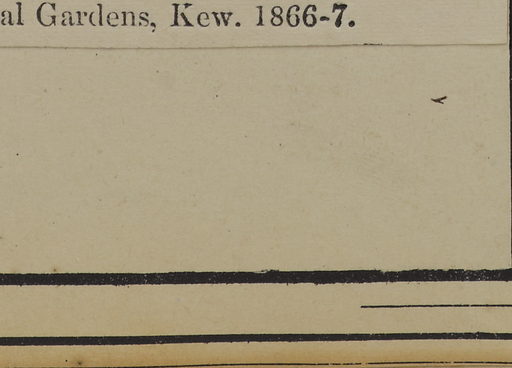 al Gardens, Kew. 1866-7.